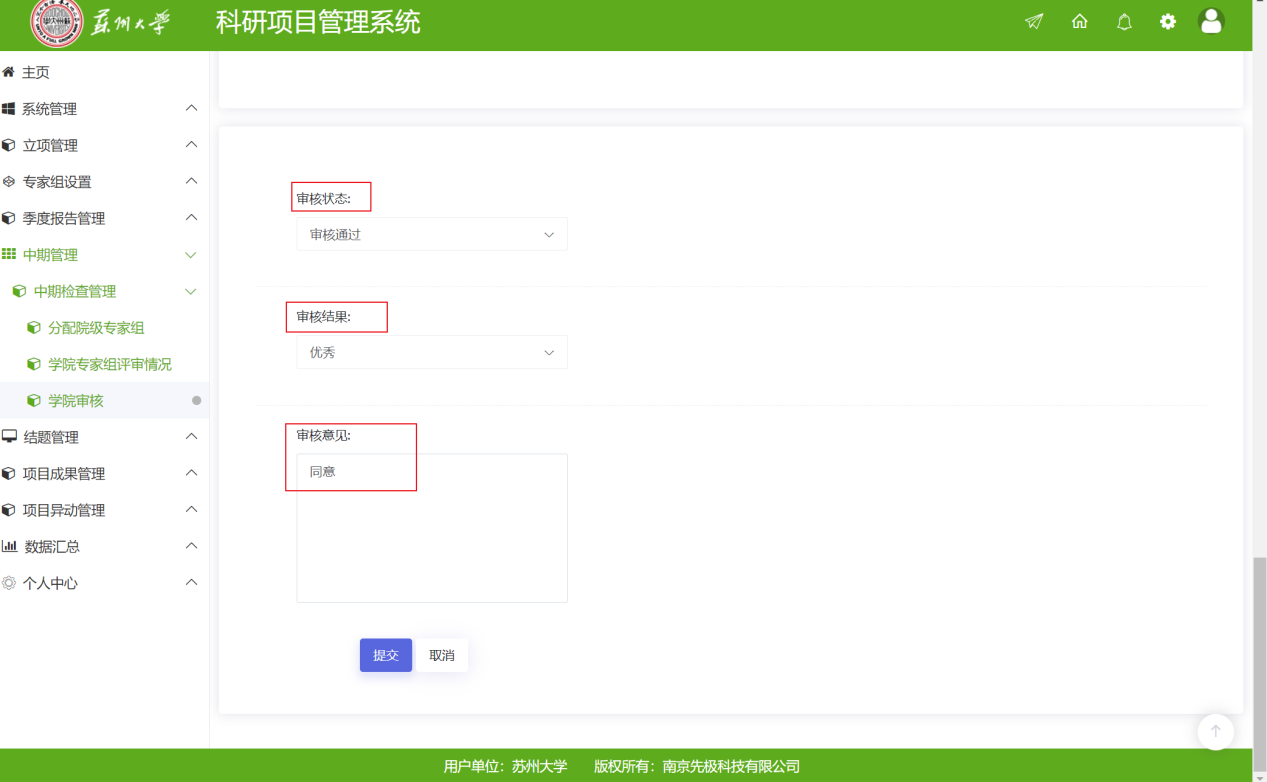 苏州大学
科研项目管理系统
主页
系统管理
立项管理
专家组设置
季度报告管理
中期管理
中期检查管理
分配院级专家组
学院专家组评审情况
学院审核
结题管理
项目成果管理
项目异动管理
数据汇总
个人中心
审核状态:
审核通过
审核结果:
优秀
审核意见:
同意
提交 取消
用户单位：苏州大学 版权所有：南京先极科技有限公司